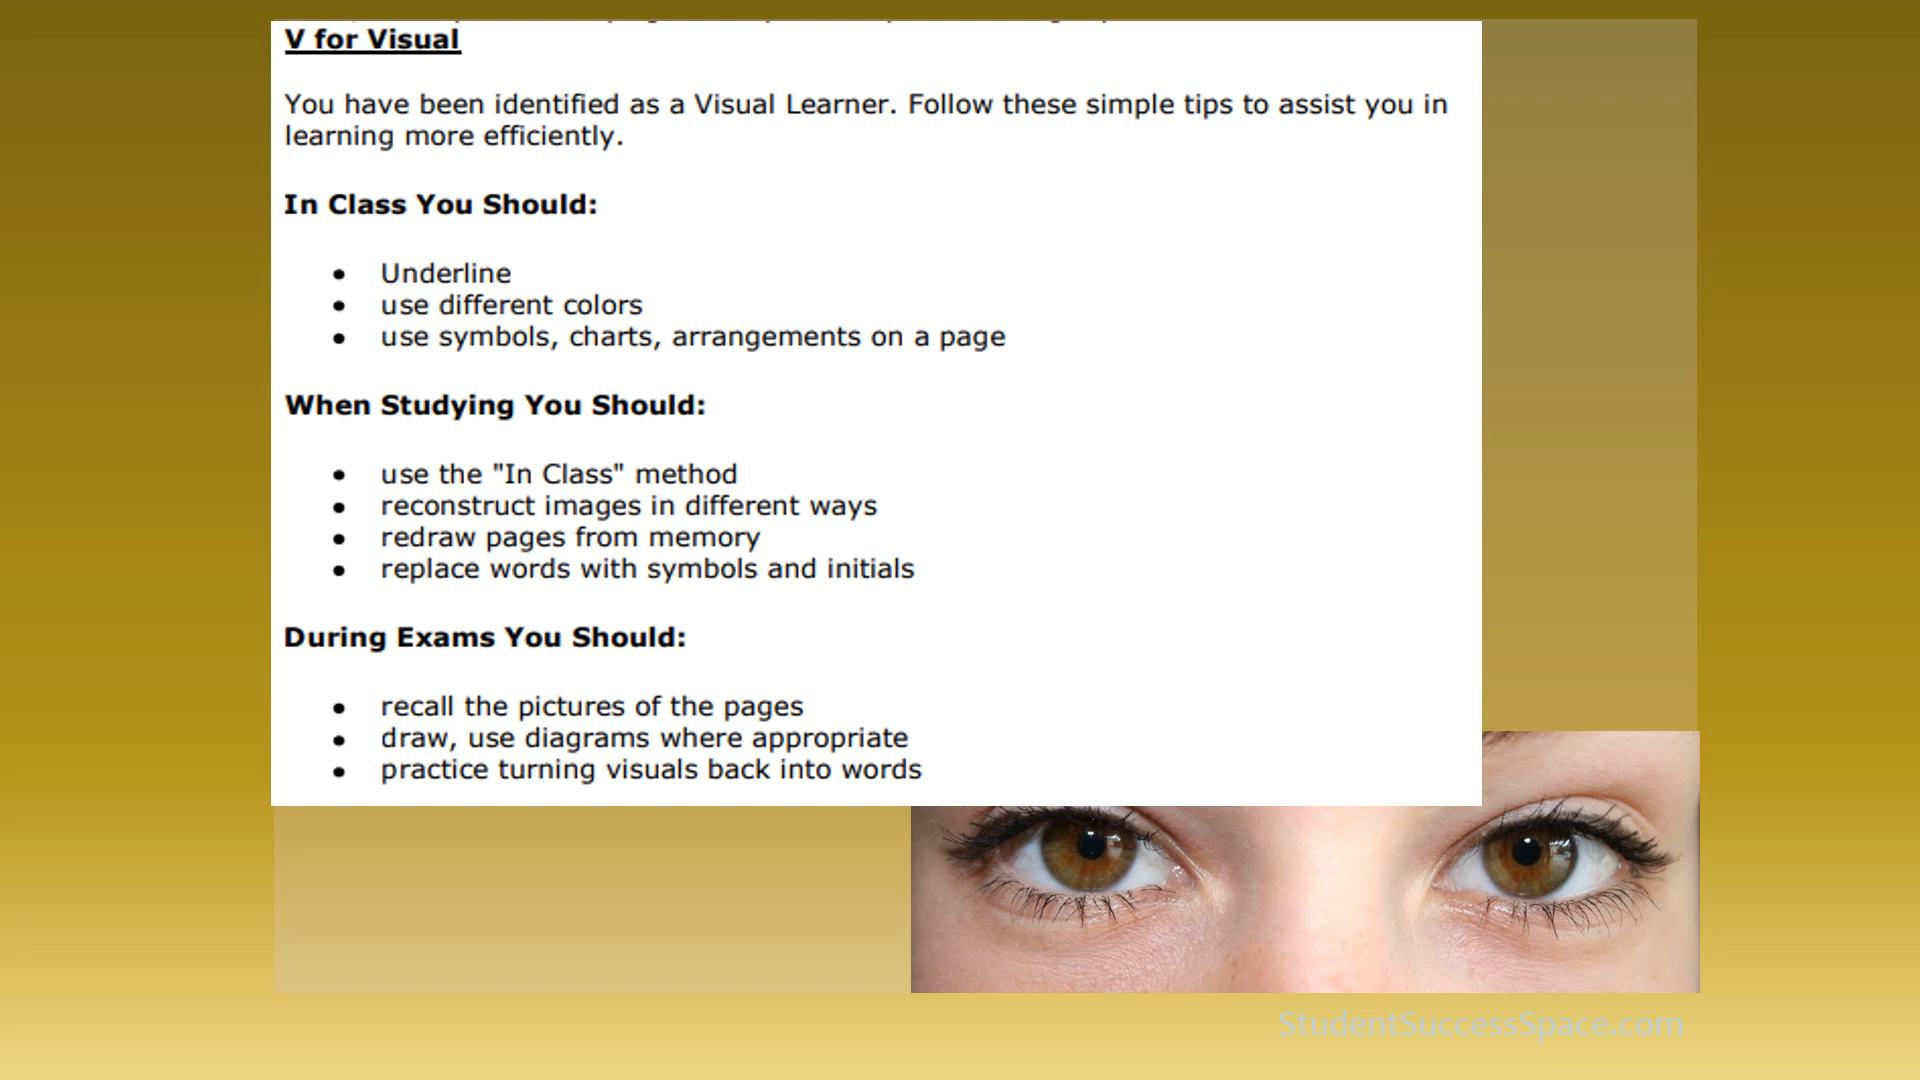 V for Visual
You have been identified as a Visual Learner. Follow these simple tips to assist you in
learning more efficiently.
In Class You Should:
• Underline
• use different colors
• use symbols, charts, arrangements on a page
When Studying You Should:
• use the "In Class" method
• reconstruct images in different ways
• redraw pages from memory
• replace words with symbols and initials
During Exams You Should:
• recall the pictures of the pages
• draw, use diagrams where appropriate
• practice turning visuals back into words
StudentSuccessSpace.com